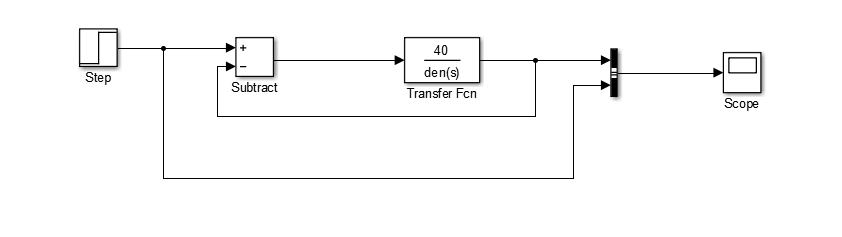 Step
+
−
Subtract
40
den(s)
Transfer Fcn
Scope